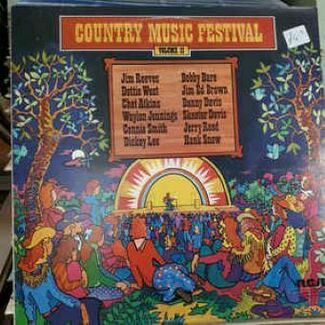 COUNTRY MUSIC FESTIVAL
VOLUME II
Jim Reeves
Dottie West
Chet Atkins
Waylon Jennings
Connie Smith
Dickey Lee
Bobby Bare
Jim Ed Brown
Danny Davis
Skeeter Davis
Jerry Reed
Hank Snow
RCA